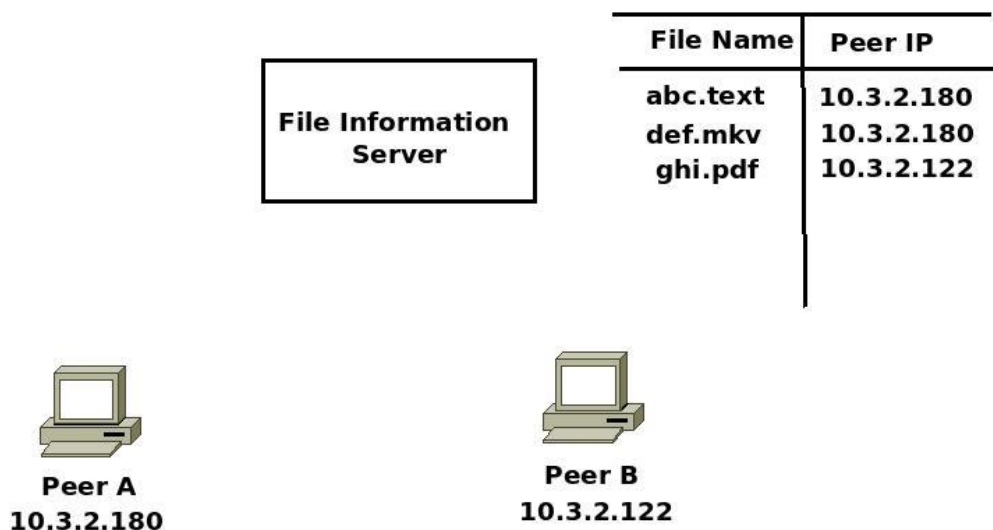 File Name Peer IP
abc.text 10.3.2.180
def.mkv 10.3.2.180
ghi.pdf 10.3.2.122
File Information
Server
Peer A
10.3.2.180
Peer B
10.3.2.122